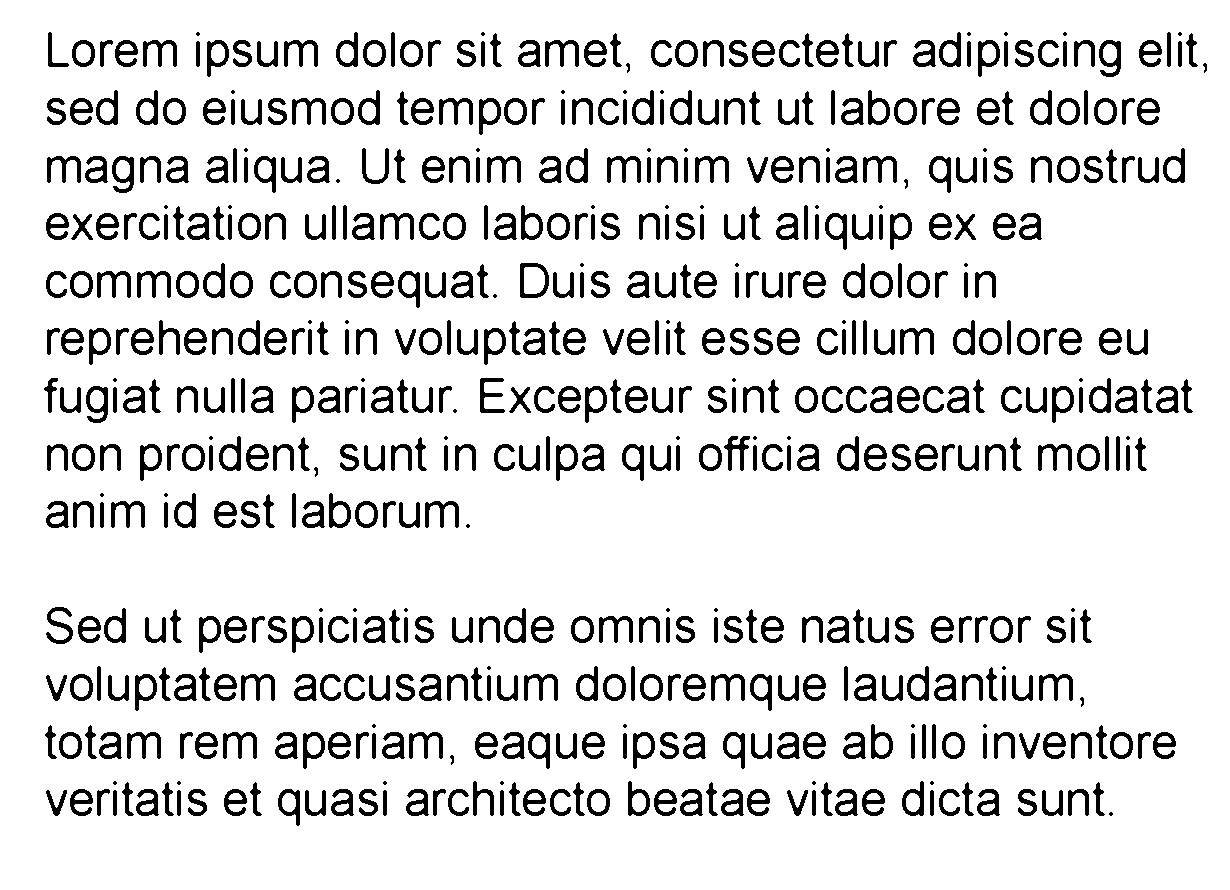 Lorem ipsum dolor sit amet, consectetur adipiscing elit,
sed do eiusmod tempor incididunt ut labore et dolore
magna aliqua. Ut enim ad minim veniam, quis nostrud
exercitation ullamco laboris nisi ut aliquip ex ea
commodo consequat. Duis aute irure dolor in
reprehenderit in voluptate velit esse cillum dolore eu
fugiat nulla pariatur. Excepteur sint occaecat cupidatat
non proident, sunt in culpa qui officia deserunt mollit
anim id est laborum.

Sed ut perspiciatis unde omnis iste natus error sit
voluptatem accusantium doloremque laudantium,
totam rem aperiam, eaque ipsa quae ab illo inventore
veritatis et quasi architecto beatae vitae dicta sunt.